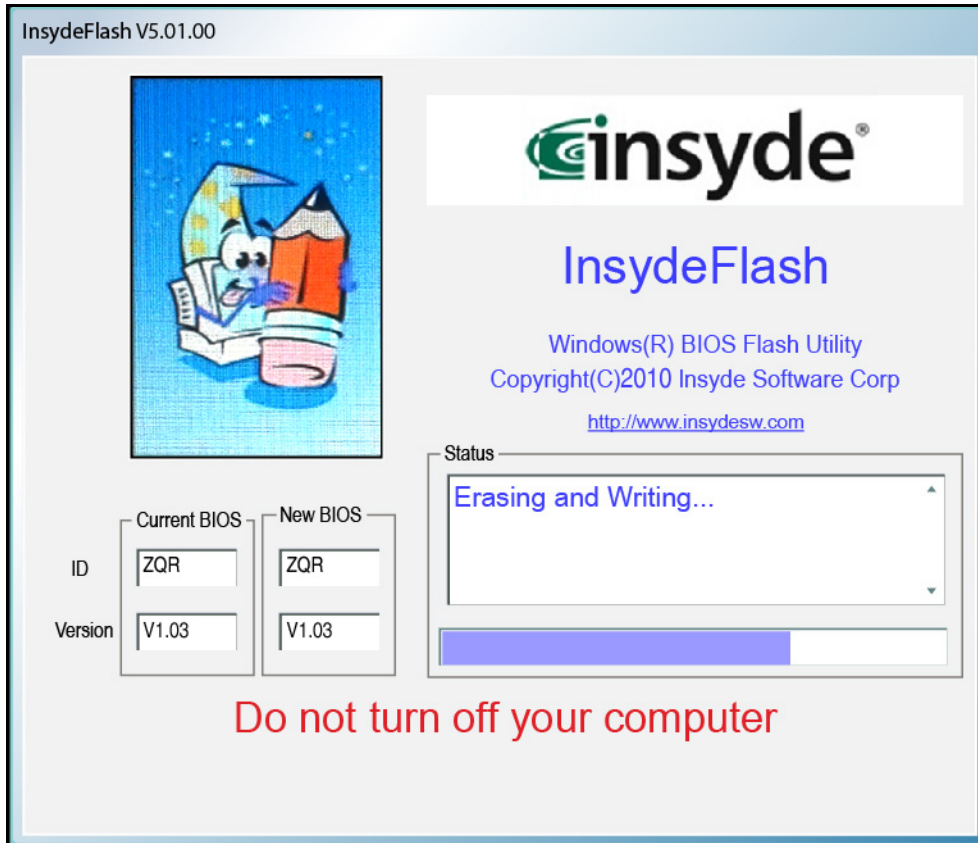 InsydeFlash V5.01.00
insyde®
InsydeFlash
Windows(R) BIOS Flash Utility
Copyright(C)2010 Insyde Software Corp
http://www.insydesw.com
Status
Erasing and Writing...
Current BIOS New BIOS
ID ZQR ZQR
Version V1.03 V1.03
Do not turn off your computer